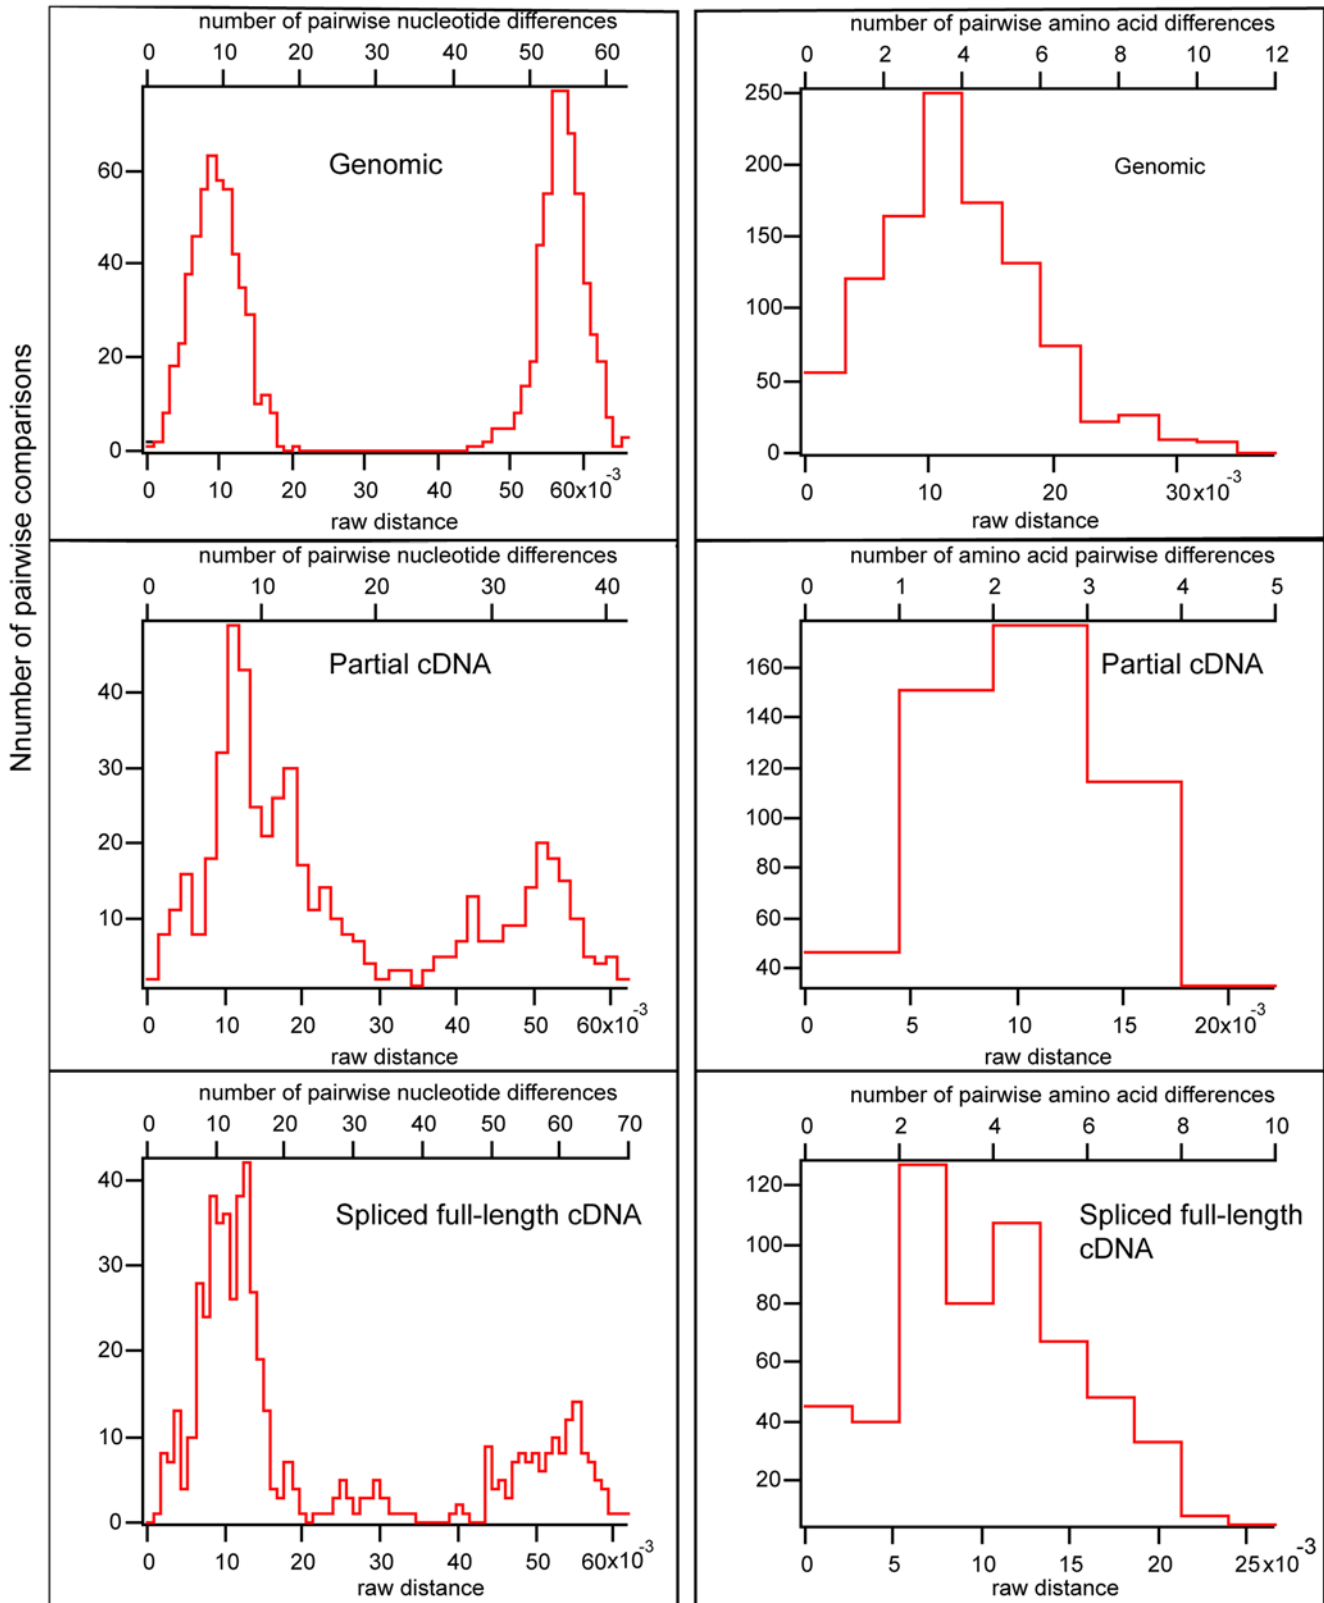 Nnumber of pairwise comparisons
number of pairwise nucleotide differences
0 10 20 30 40 50 60
Genomic
60
40
20
0
0 10 20 30 40 50 60x10-3
raw distance
number of pairwise amino acid differences
0 2 4 6 8 10 12
250
Genomic
200
150
100
50
0
0 10 20 30x10-3
raw distance
number of pairwise nucleotide differences
0 10 20 30 40
Partial cDNA
40
30
20
10
0 10 20 30 40 50 60x10-3
raw distance
number of amino acid pairwise differences
0 1 2 3 4 5
Partial cDNA
160
140
120
100
80
60
40
0 5 10 15 20x10-3
raw distance
number of pairwise nucleotide differences
0 10 20 30 40 50 60 70
40
Spliced full-length cDNA
30
20
10
0
0 10 20 30 40 50 60x10-3
raw distance
number of pairwise amino acid differences
0 2 4 6 8 10
120
Spliced full-length
cDNA
100
80
60
40
20
0 5 10 15 20 25x10-3
raw distance